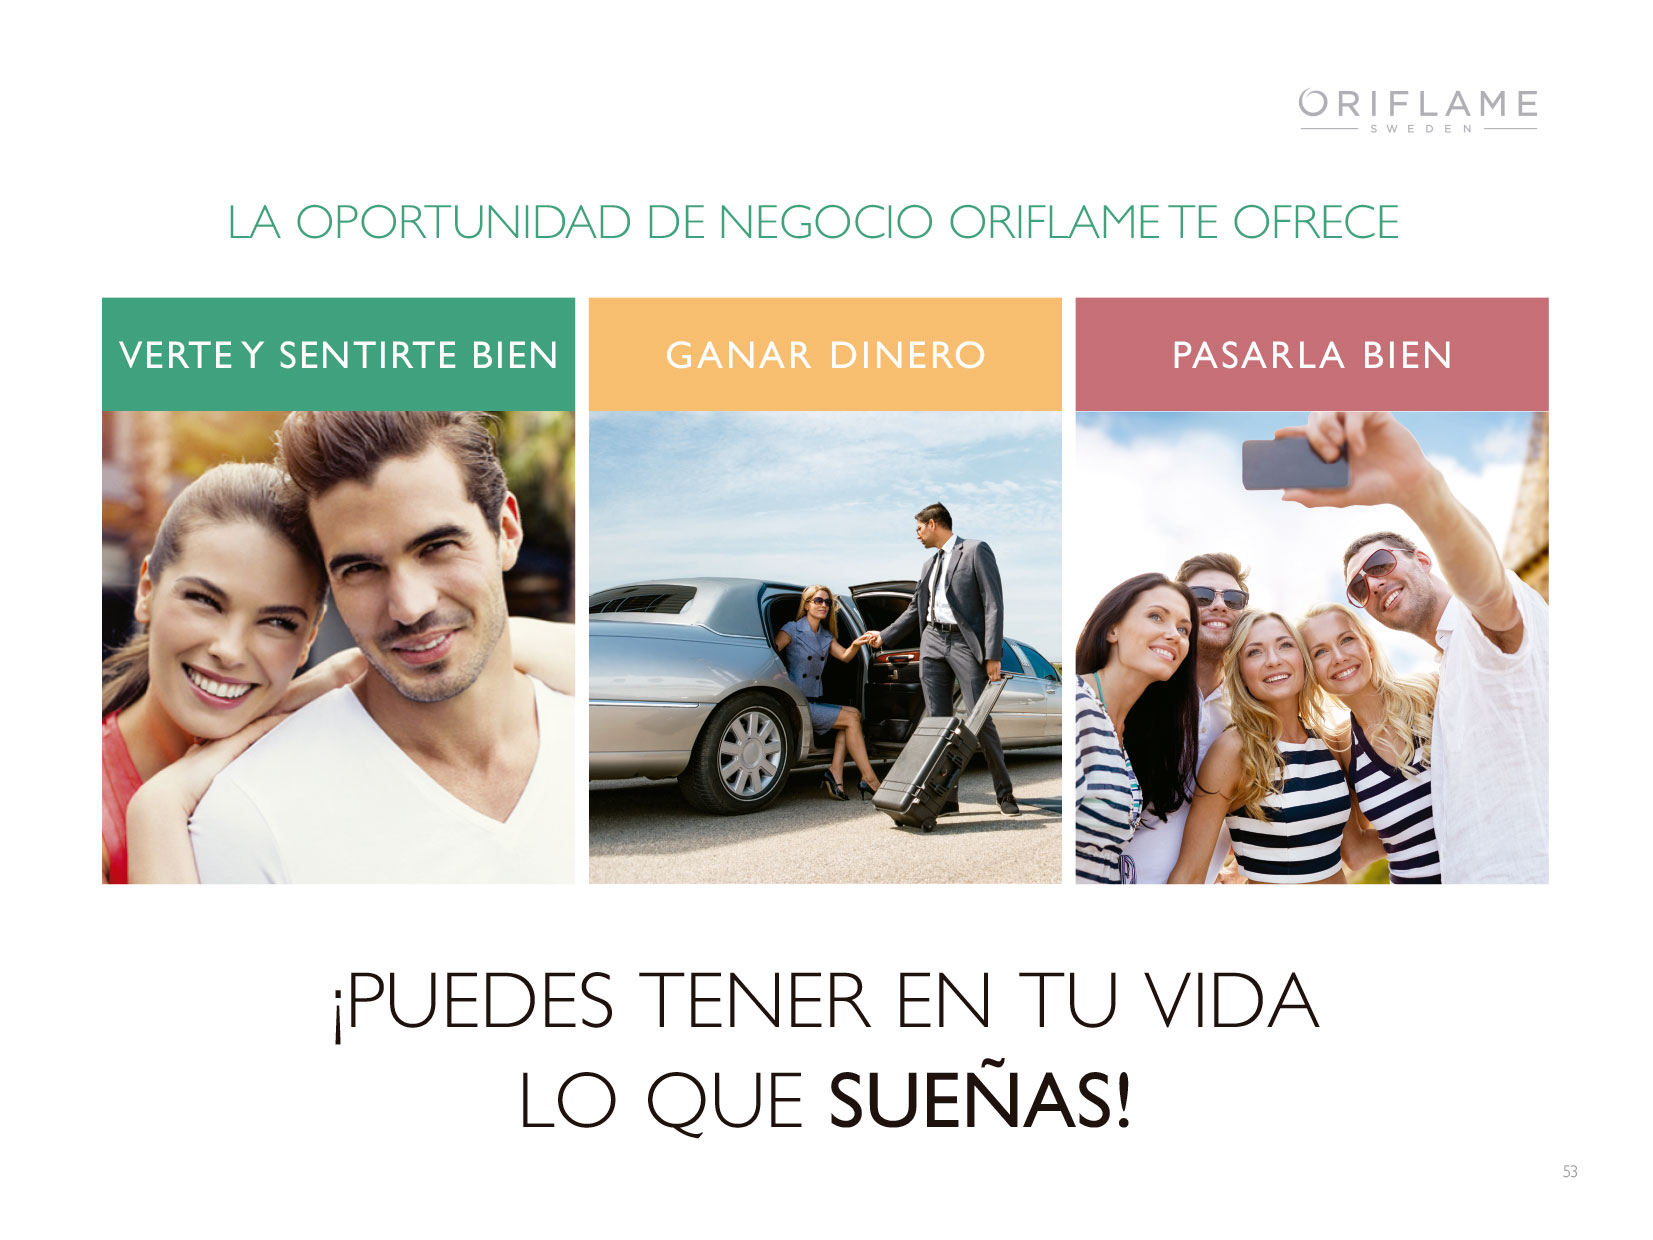 ORIFLAME
SWEDEN
LA OPORTUNIDAD DE NEGOCIO ORIFLAME TE OFRECE
VERTE Y SENTIRTE BIEN
GANAR DINERO
PASARLA BIEN
¡PUEDES TENER EN TU VIDA
LO QUE SUEÑAS!
53